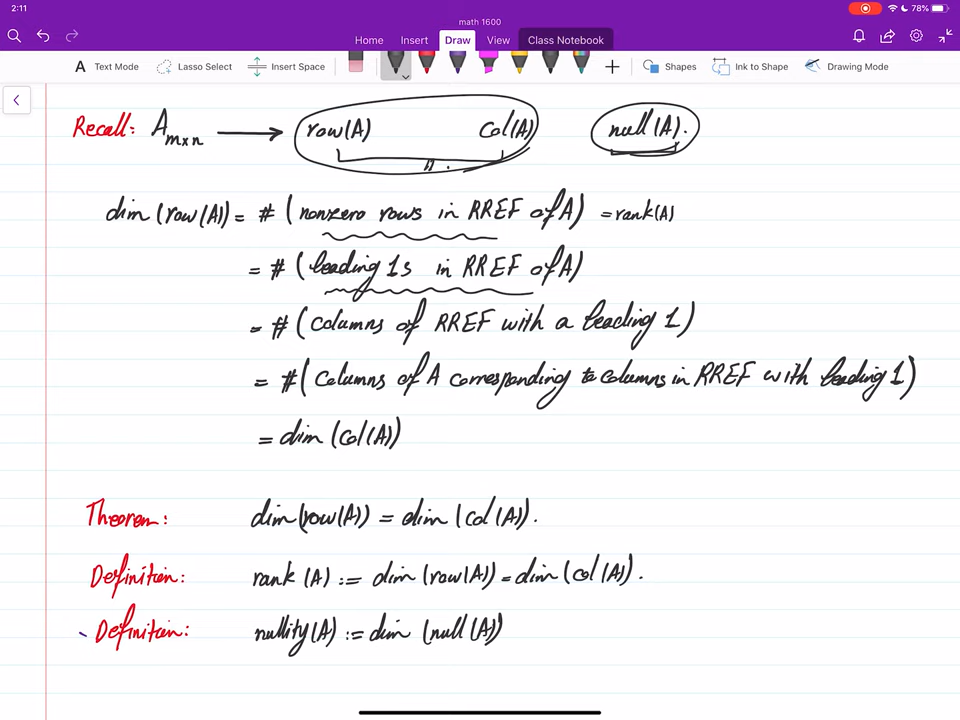 2:11
78%
math 1600
Home Insert Draw View Class Notebook
Text Mode Lasso Select Insert Space Shapes Ink to Shape Drawing Mode
Recall: A m×n → row(A) col(A) null(A).
dim(row(A)) = # (nonzero rows in RREF of A) = rank(A)
= # (leading 1s in RREF of A)
= # (columns of RREF with a leading 1)
= # (columns of A corresponding to columns in RREF with leading 1)
= dim (col(A))
Theorem: dim(row(A)) = dim (col(A)).
Definition: rank (A) := dim (row(A)) = dim (col(A)).
Definition: nullity(A) := dim (null(A))